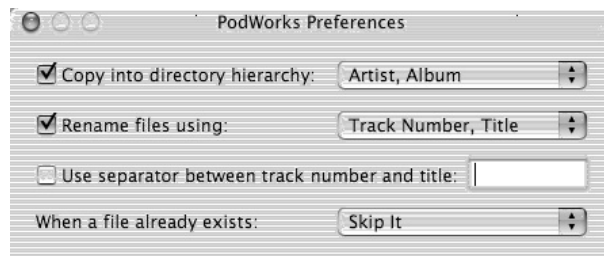 PodWorks Preferences
Copy into directory hierarchy: Artist, Album
Rename files using: Track Number, Title
Use separator between track number and title:
When a file already exists: Skip It